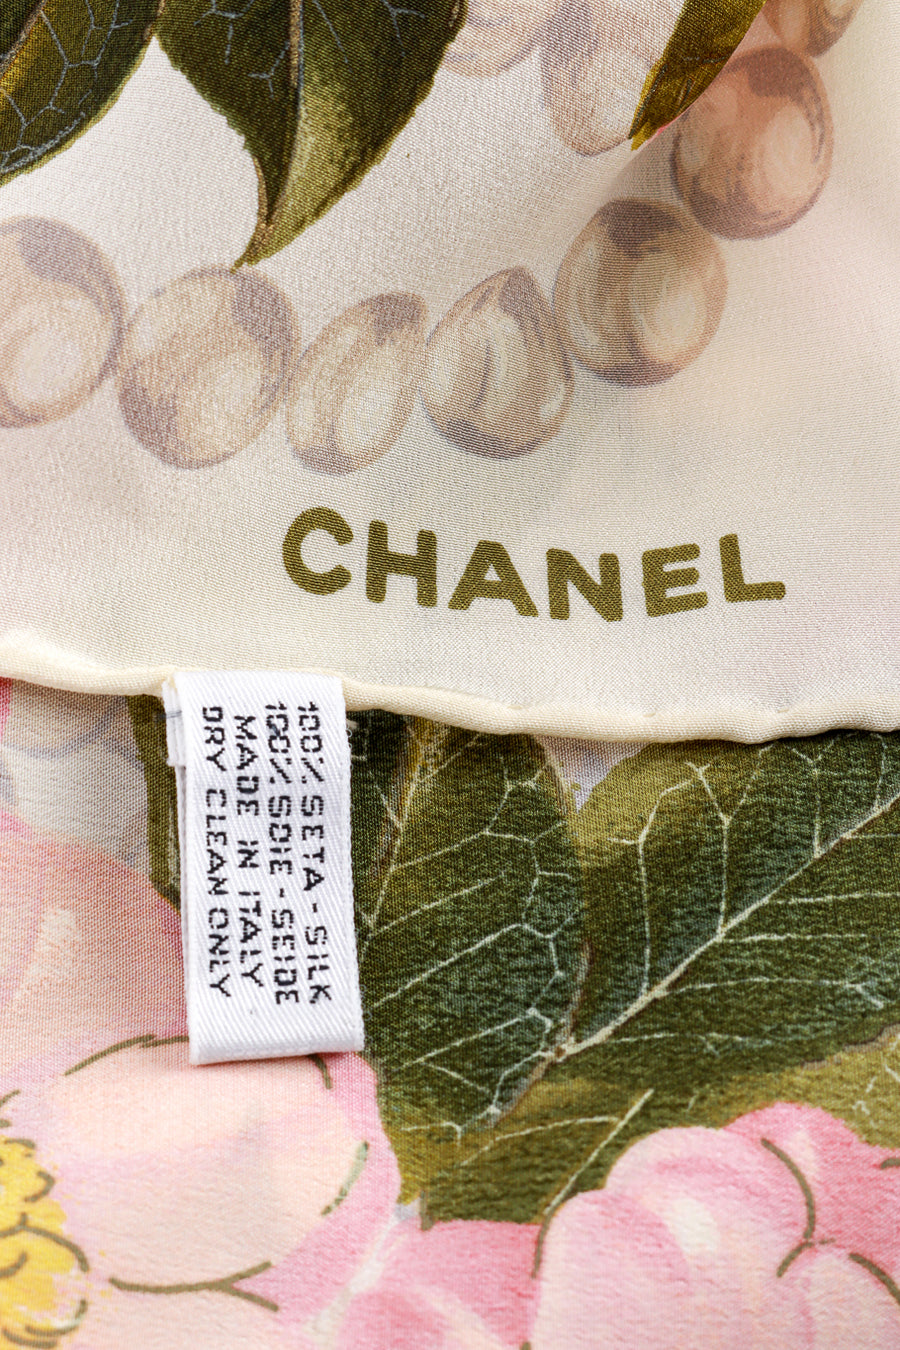 CHANEL
100% SETA - SILK
100% SOIE - SEIDE
MADE IN ITALY
DRY CLEAN ONLY